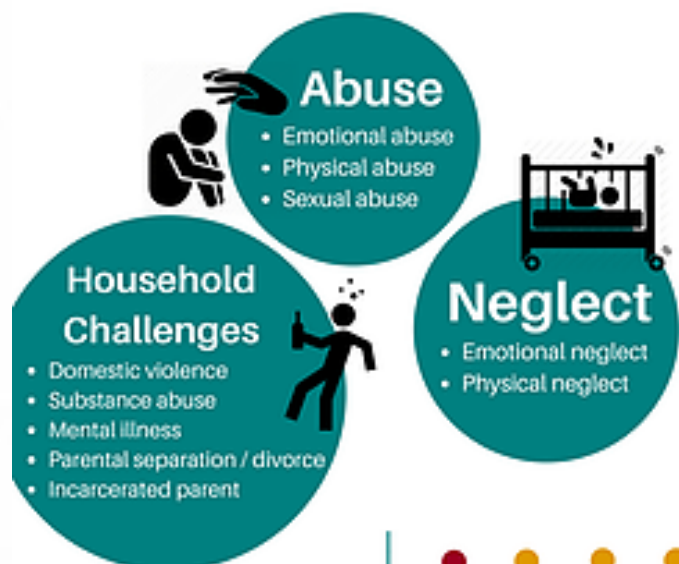 Abuse
• Emotional abuse
• Physical abuse
• Sexual abuse
Household
Challenges
• Domestic violence
• Substance abuse
• Mental illness
• Parental separation / divorce
• Incarcerated parent
Neglect
• Emotional neglect
• Physical neglect